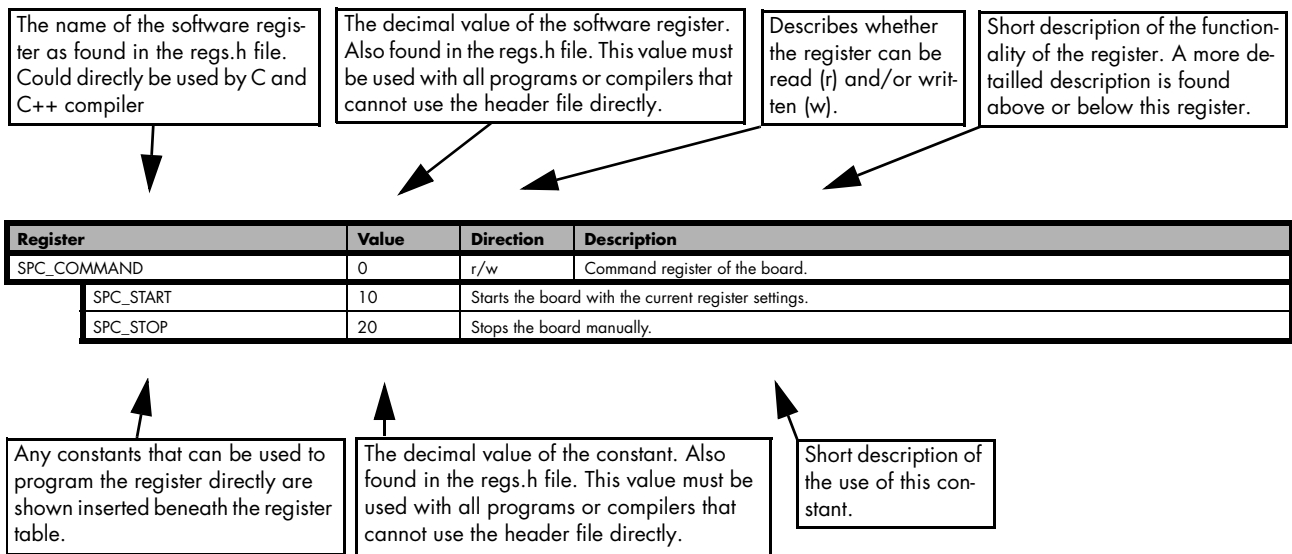 The name of the software regis-
ter as found in the regs.h file.
Could directly be used by C and
C++ compiler
The decimal value of the software register.
Also found in the regs.h file. This value must
be used with all programs or compilers that
cannot use the header file directly.
Describes whether
the register can be
read (r) and/or writ-
ten (w).
Short description of the function-
ality of the register. A more de-
tailled description is found
above or below this register.
Register Value Direction Description
SPC_COMMAND 0 r/w Command register of the board.
SPC_START 10 Starts the board with the current register settings.
SPC_STOP 20 Stops the board manually.
Any constants that can be used to
program the register directly are
shown inserted beneath the register
table.
The decimal value of the constant. Also
found in the regs.h file. This value must be
used with all programs or compilers that
cannot use the header file directly.
Short description of
the use of this con-
stant.